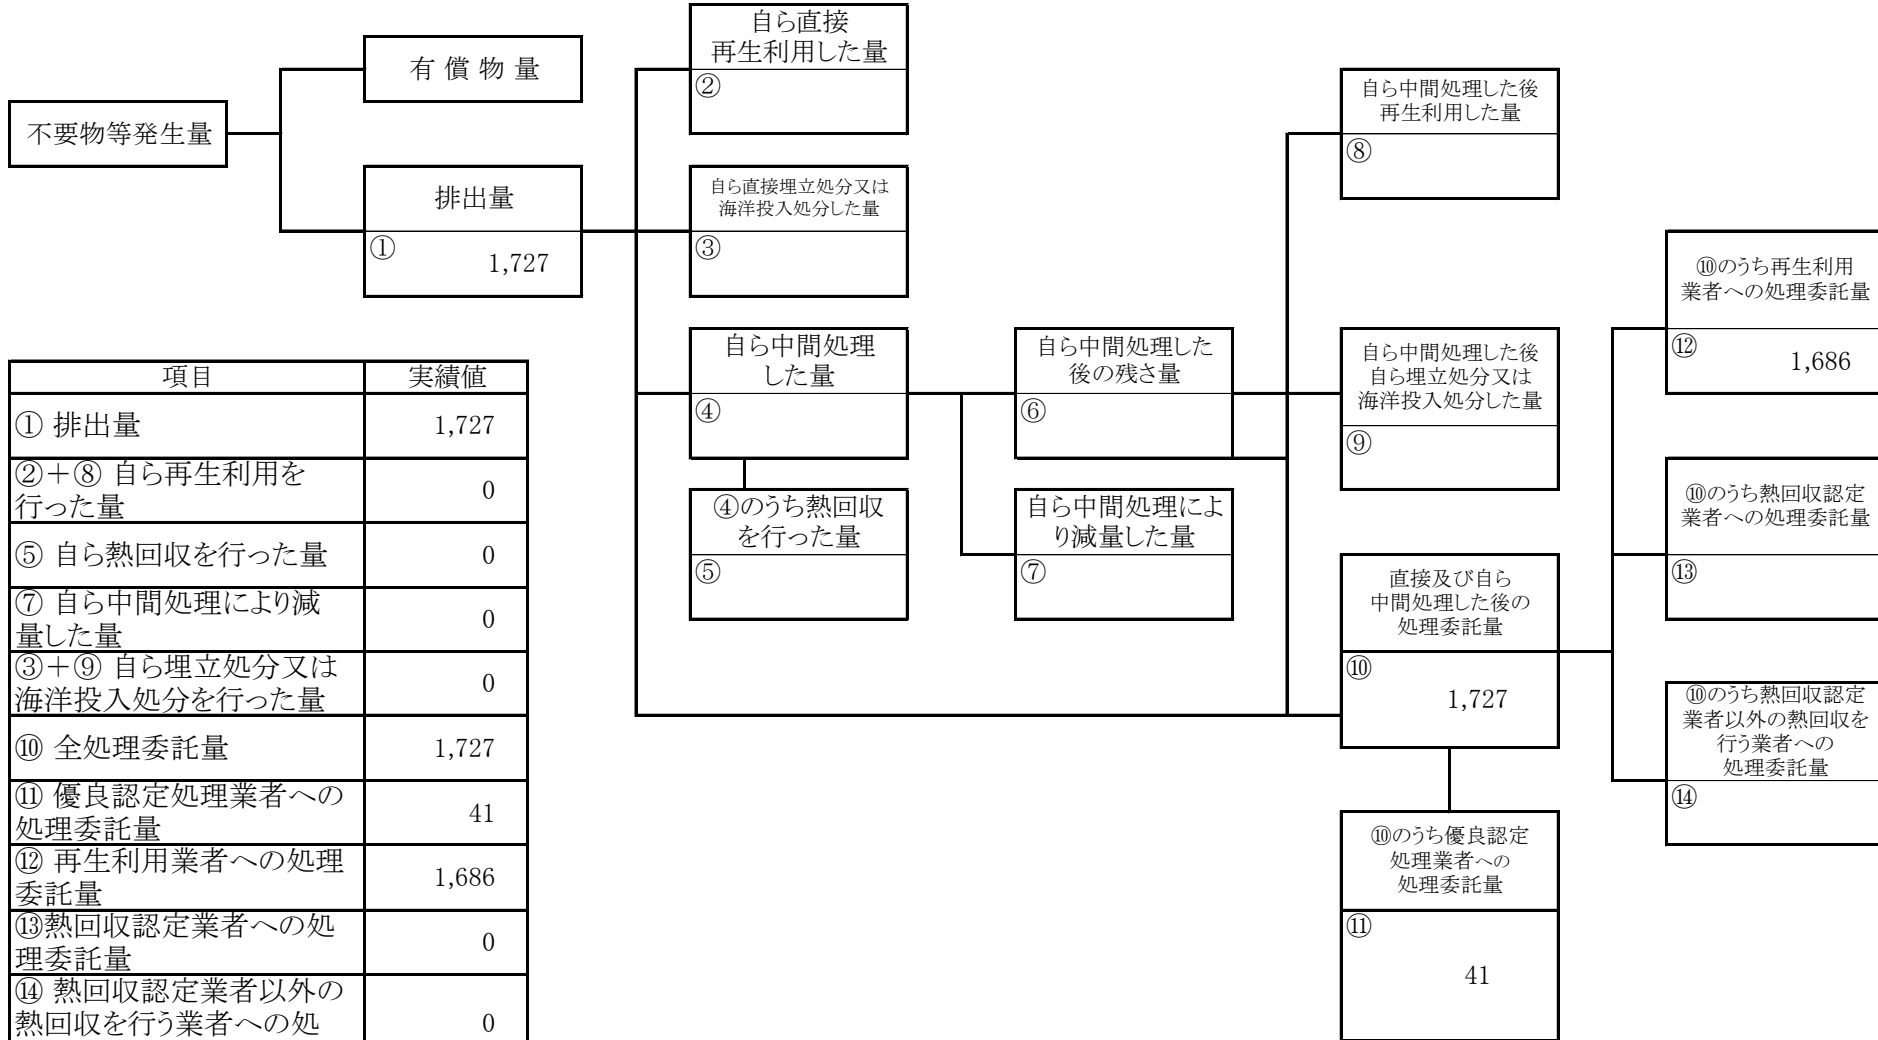 不要物等発生量
有 償 物 量
排出量
①
1,727
自ら直接
再生利用した量
②
自ら直接埋立処分又は
海洋投入処分した量
③
自ら中間処理
した量
④
④のうち熱回収
を行った量
⑤
自ら中間処理した
後の残さ量
⑥
自ら中間処理によ
り減量した量
⑦
自ら中間処理した後
再生利用した量
⑧
自ら中間処理した後
自ら埋立処分又は
海洋投入処分した量
⑨
直接及び自ら
中間処理した後の
処理委託量
⑩
1,727
⑩のうち優良認定
処理業者への
処理委託量
⑪
41
⑩のうち再生利用
業者への処理委託量
⑫
1,686
⑩のうち熱回収認定
業者への処理委託量
⑬
⑩のうち熱回収認定
業者以外の熱回収を
行う業者への
処理委託量
⑭
項目 実績値
① 排出量 1,727
②＋⑧ 自ら再生利用を
行った量 0
⑤ 自ら熱回収を行った量 0
⑦ 自ら中間処理により減
量した量 0
③＋⑨ 自ら埋立処分又は
海洋投入処分を行った量 0
⑩ 全処理委託量 1,727
⑪ 優良認定処理業者への
処理委託量 41
⑫ 再生利用業者への処理
委託量 1,686
⑬熱回収認定業者への処
理委託量 0
⑭ 熱回収認定業者以外の
熱回収を行う業者への処 0